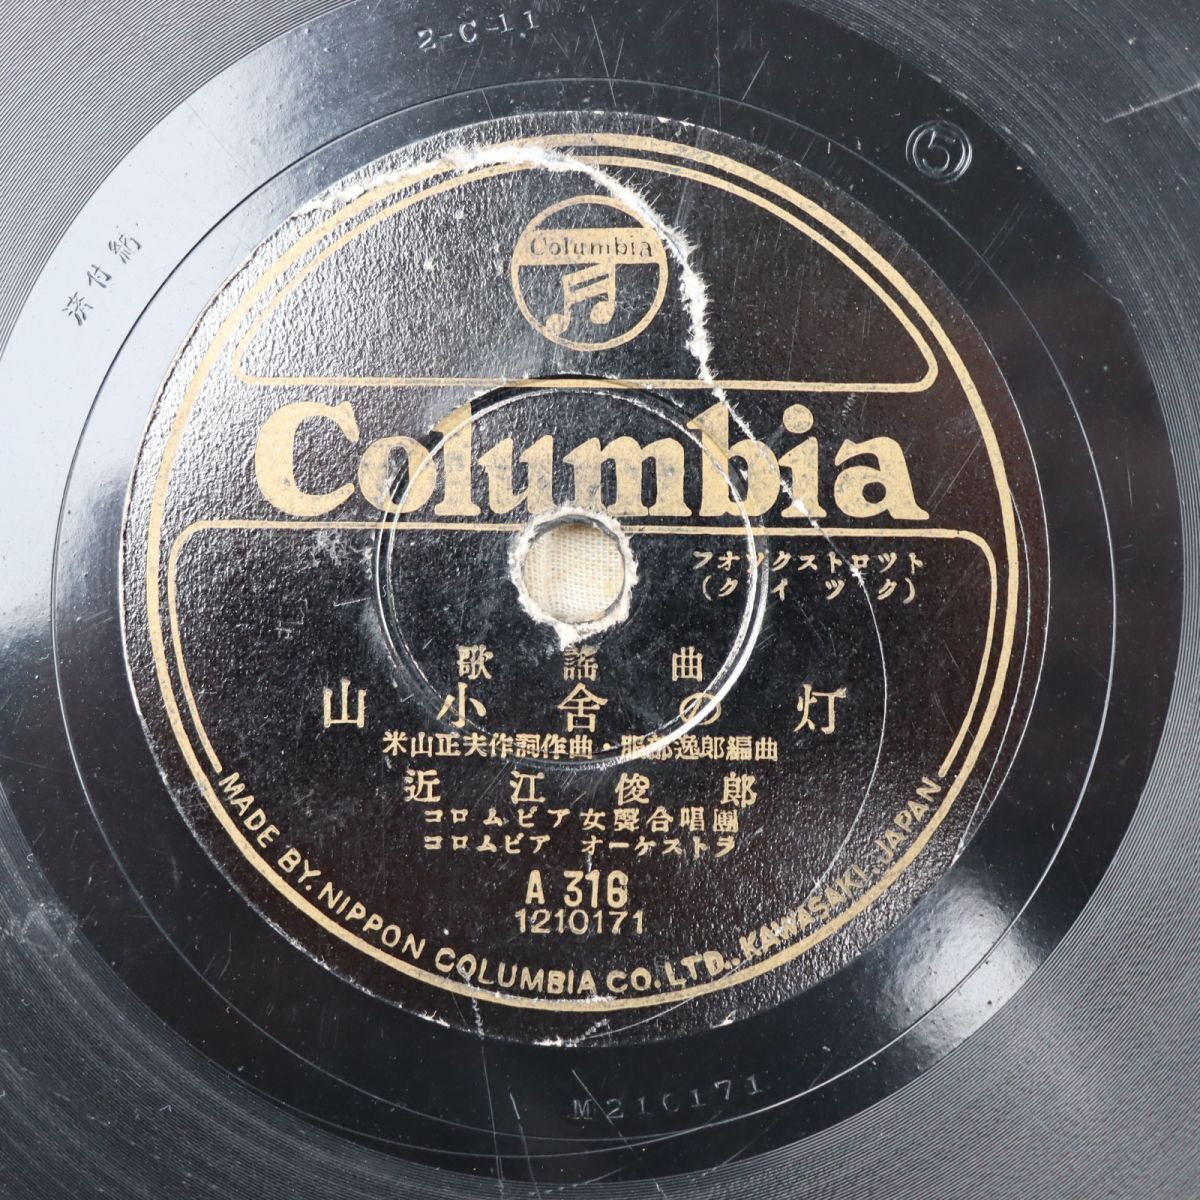 2-C-11
5
済付納
Columbia
Columbia
フオツクストロツト
(クイツク)
歌謡曲
山小舎の灯
米山正夫作詞作曲・服部逸郎編曲
近江俊郎
コロムビア女聲合唱團
コロムビア オーケストラ
A 316
1210171
MADE BY. NIPPON COLUMBIA CO. LTD., KAWASAKI, JAPAN
M210171